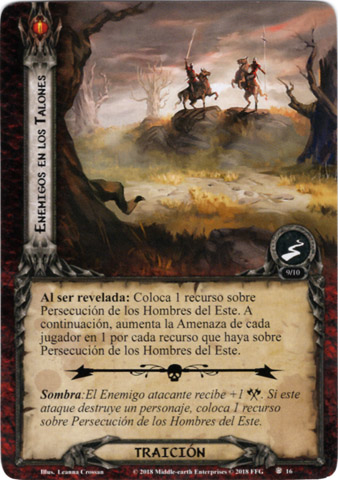 ENEMIGOS EN LOS TALONES
9/10
Al ser revelada: Coloca 1 recurso sobre
Persecución de los Hombres del Este. A
continuación, aumenta la Amenaza de cada
jugador en 1 por cada recurso que haya sobre
Persecución de los Hombres del Este.
Sombra: El Enemigo atacante recibe +1 . Si este
ataque destruye un personaje, coloca 1 recurso
sobre Persecución de los Hombres del Este.
TRAICIÓN
Illus. Leanna Crossan
© 2018 Middle-earth Enterprises © 2018 FFG
16